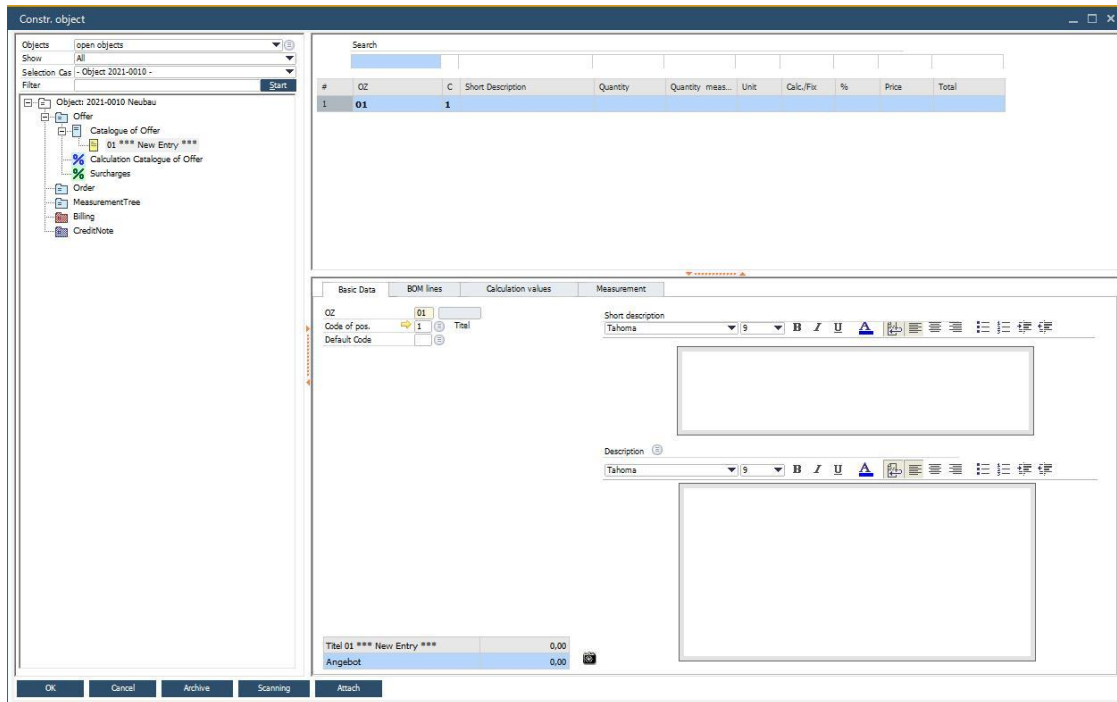 Constr. object
Objects open objects
Show All
Selection Cas - Object 2021-0010 -
Filter Start
Object: 2021-0010 Neubau
Offer
Catalogue of Offer
01 *** New Entry ***
Calculation Catalogue of Offer
Surcharges
Order
MeasurementTree
Billing
CreditNote
Search
# OZ C Short Description Quantity Quantity meas... Unit Calc./Fix % Price Total
1 01 1
Basic Data BOM lines Calculation values Measurement
OZ 01
Code of pos. 1 Titel
Default Code
Short description
Tahoma 9 B I U A
Description
Tahoma 9 B I U A
Titel 01 *** New Entry *** 0,00
Angebot 0,00
OK Cancel Archive Scanning Attach